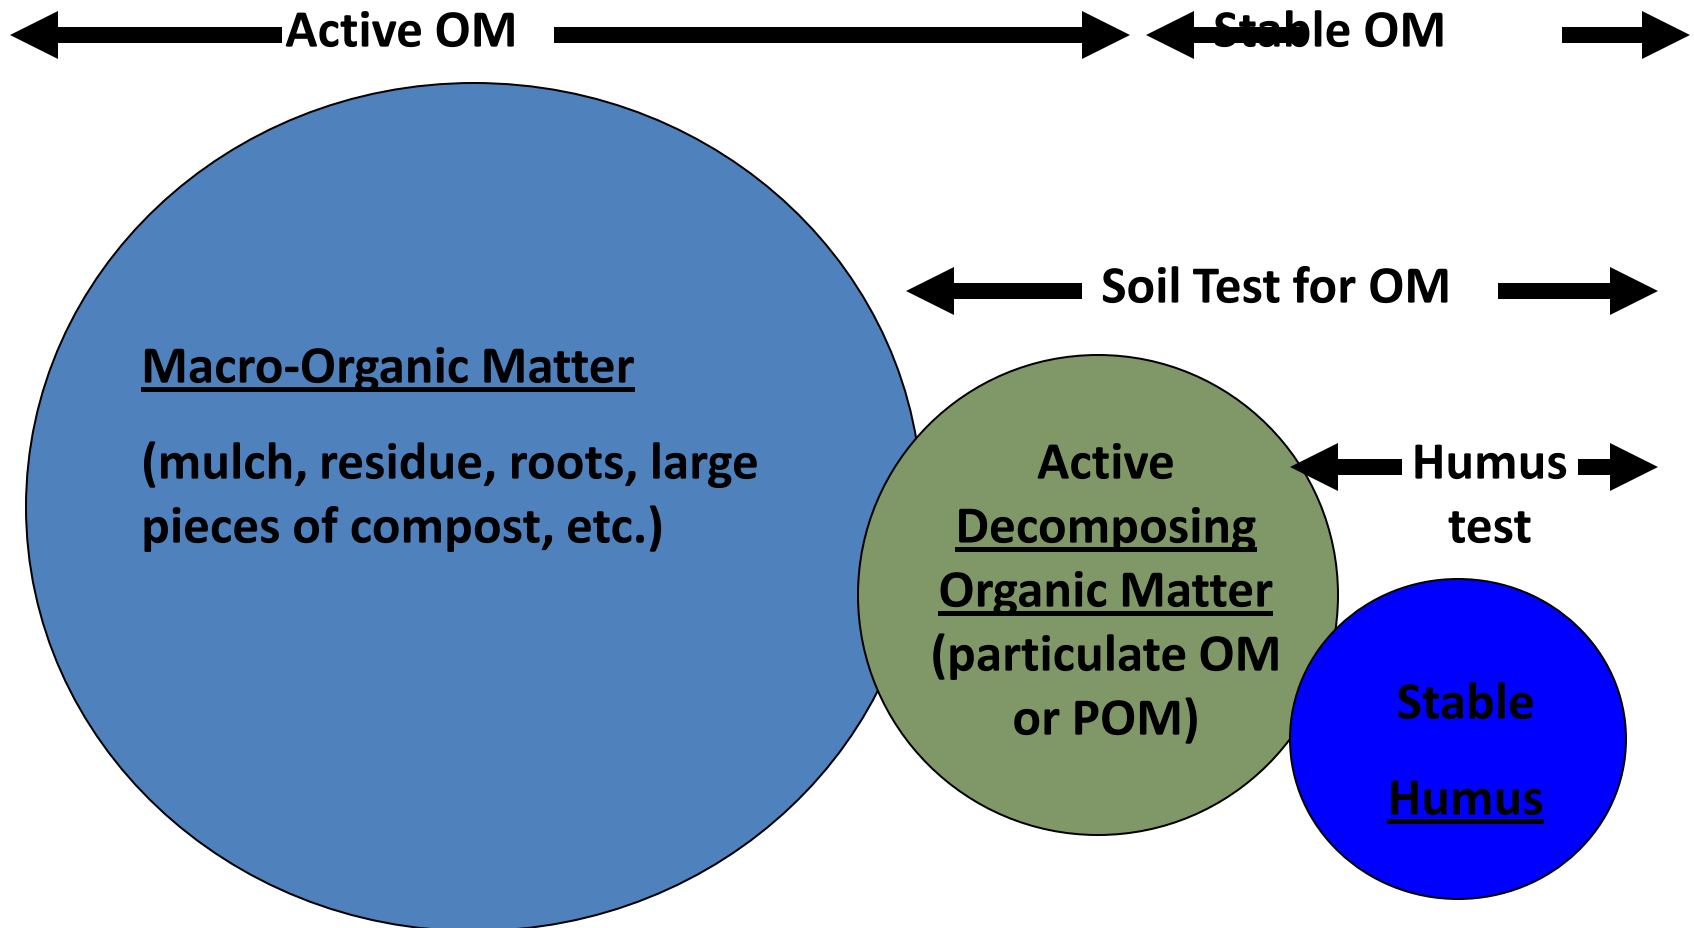 Active OM
Stable OM
Soil Test for OM
Macro-Organic Matter
(mulch, residue, roots, large
pieces of compost, etc.)
Active
Decomposing
Organic Matter
(particulate OM
or POM)
Humus
test
Stable
Humus